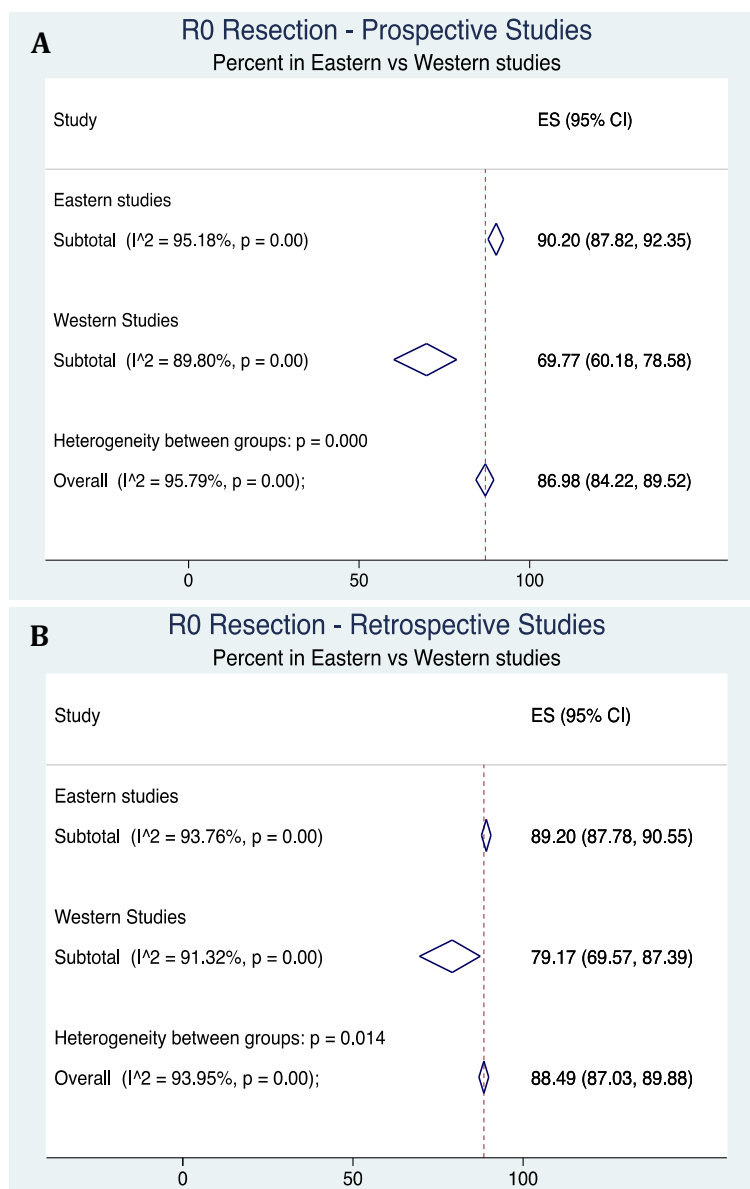 A
R0 Resection - Prospective Studies
Percent in Eastern vs Western studies
Study ES (95% CI)
Eastern studies
Subtotal (I^2 = 95.18%, p = 0.00) 90.20 (87.82, 92.35)
Western Studies
Subtotal (I^2 = 89.80%, p = 0.00) 69.77 (60.18, 78.58)
Heterogeneity between groups: p = 0.000
Overall (I^2 = 95.79%, p = 0.00); 86.98 (84.22, 89.52)
0 50 100
B
R0 Resection - Retrospective Studies
Percent in Eastern vs Western studies
Study ES (95% CI)
Eastern studies
Subtotal (I^2 = 93.76%, p = 0.00) 89.20 (87.78, 90.55)
Western Studies
Subtotal (I^2 = 91.32%, p = 0.00) 79.17 (69.57, 87.39)
Heterogeneity between groups: p = 0.014
Overall (I^2 = 93.95%, p = 0.00); 88.49 (87.03, 89.88)
0 50 100